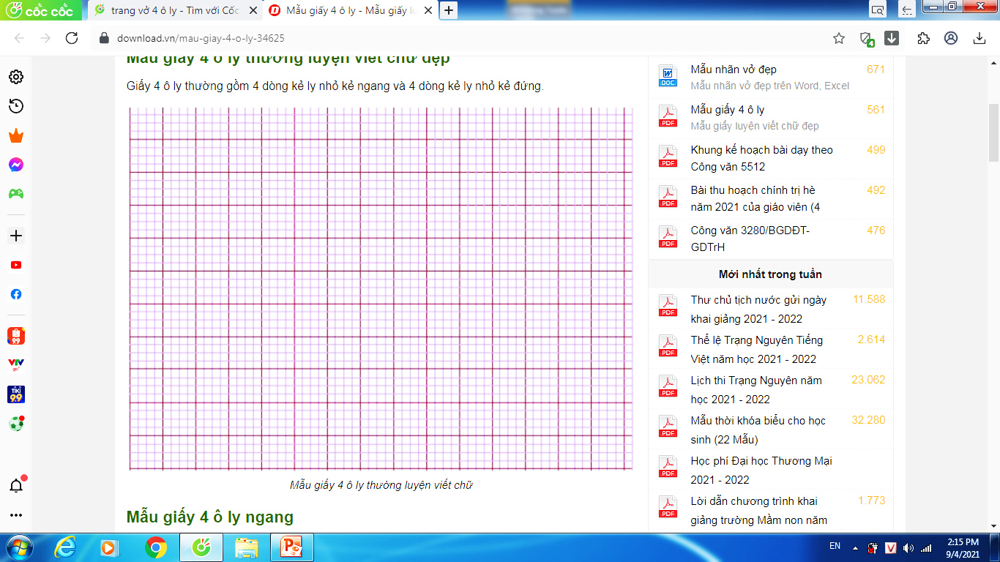 cốc cốc
trang vở 4 ô ly - Tìm với Cốc
Mẫu giấy 4 ô ly - Mẫu giấy lu
download.vn/mau-giay-4-o-ly-34625
4
Mẫu giấy 4 ô ly thường luyện viết chữ đẹp
Giấy 4 ô ly thường gồm 4 dòng kẻ ly nhỏ kẻ ngang và 4 dòng kẻ ly nhỏ kẻ đứng.
Mẫu giấy 4 ô ly thường luyện viết chữ
Mẫu giấy 4 ô ly ngang
DOC
Mẫu nhãn vở đẹp 671
Mẫu nhãn vở đẹp trên Word, Excel
PDF
Mẫu giấy 4 ô ly 561
Mẫu giấy luyện viết chữ đẹp
PDF
Khung kế hoạch bài dạy theo 499
Công văn 5512
PDF
Bài thu hoạch chính trị hè 492
năm 2021 của giáo viên (4
PDF
Công văn 3280/BGDĐT- 476
GDTrH
Mới nhất trong tuần
PDF
Thư chủ tịch nước gửi ngày 11.588
khai giảng 2021 - 2022
PDF
Thể lệ Trạng Nguyên Tiếng 2.614
Việt năm học 2021 - 2022
PDF
Lịch thi Trạng Nguyên năm 23.062
học 2021 - 2022
PDF
Mẫu thời khóa biểu cho học 32.280
sinh (22 Mẫu)
PDF
Học phí Đại học Thương Mại
2021 - 2022
PDF
Lời dẫn chương trình khai 1.773
giảng trường Mầm non năm
99
VTV
go
TIKI
9.9
EN
2:15 PM
9/4/2021